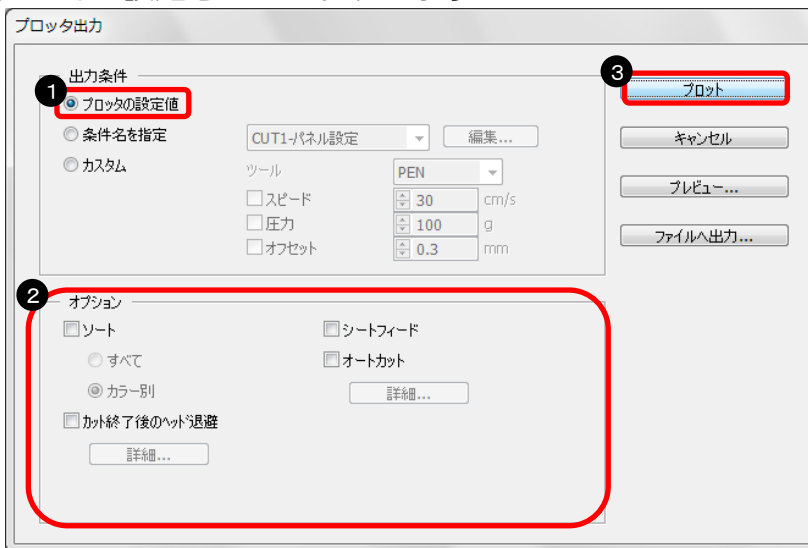 プロッタ出力
出力条件
1
プロッタの設定値
条件名を指定
CUT1-パネル設定
編集...
カスタム
ツール
PEN
スピード
30
cm/s
圧力
100
g
オフセット
0.3
mm
3
プロット
キャンセル
プレビュー...
ファイルへ出力...
2
オプション
ソート
すべて
カラー別
カット終了後のヘッド退避
詳細...
シートフィード
オートカット
詳細...